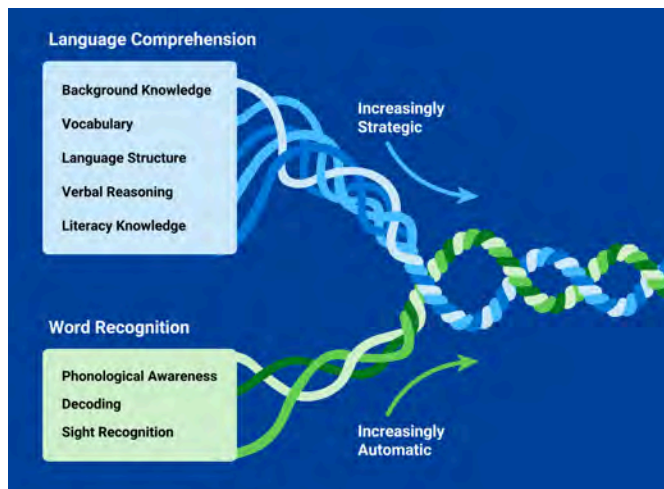 Language Comprehension
Background Knowledge
Vocabulary
Language Structure
Verbal Reasoning
Literacy Knowledge
Increasingly
Strategic
Word Recognition
Phonological Awareness
Decoding
Sight Recognition
Increasingly
Automatic